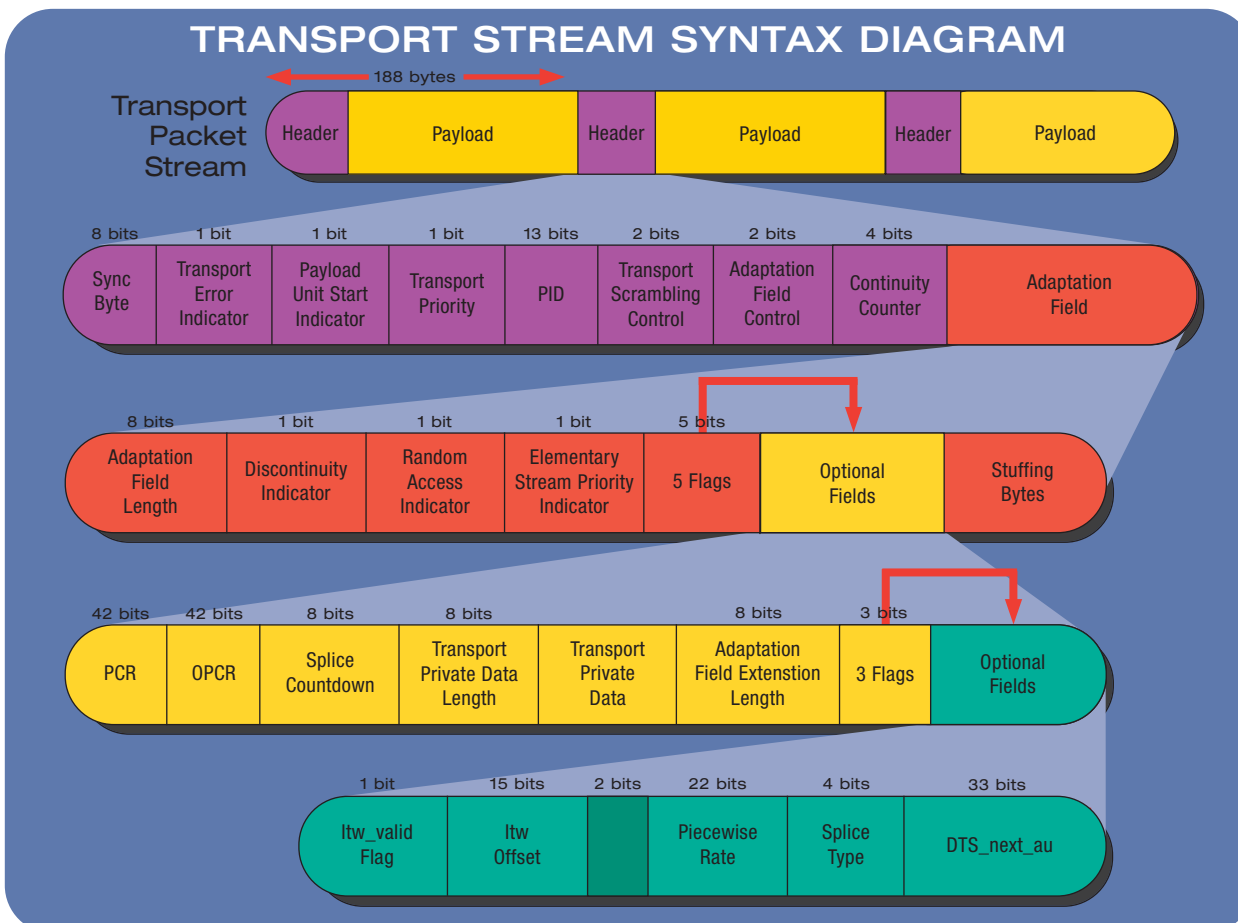 TRANSPORT STREAM SYNTAX DIAGRAM
188 bytes
Transport
Packet
Stream
Header
Payload
Header
Payload
Header
Payload
8 bits
1 bit
1 bit
1 bit
13 bits
2 bits
2 bits
4 bits
Sync
Byte
Transport
Error
Indicator
Payload
Unit Start
Indicator
Transport
Priority
PID
Transport
Scrambling
Control
Adaptation
Field
Control
Continuity
Counter
Adaptation
Field
8 bits
1 bit
1 bit
1 bit
5 bits
Adaptation
Field
Length
Discontinuity
Indicator
Random
Access
Indicator
Elementary
Stream Priority
Indicator
5 Flags
Optional
Fields
Stuffing
Bytes
42 bits
42 bits
8 bits
8 bits
8 bits
3 bits
PCR
OPCR
Splice
Countdown
Transport
Private Data
Length
Transport
Private
Data
Adaptation
Field Extenstion
Length
3 Flags
Optional
Fields
1 bit
15 bits
2 bits
22 bits
4 bits
33 bits
ltw_valid
Flag
ltw
Offset
Piecewise
Rate
Splice
Type
DTS_next_au